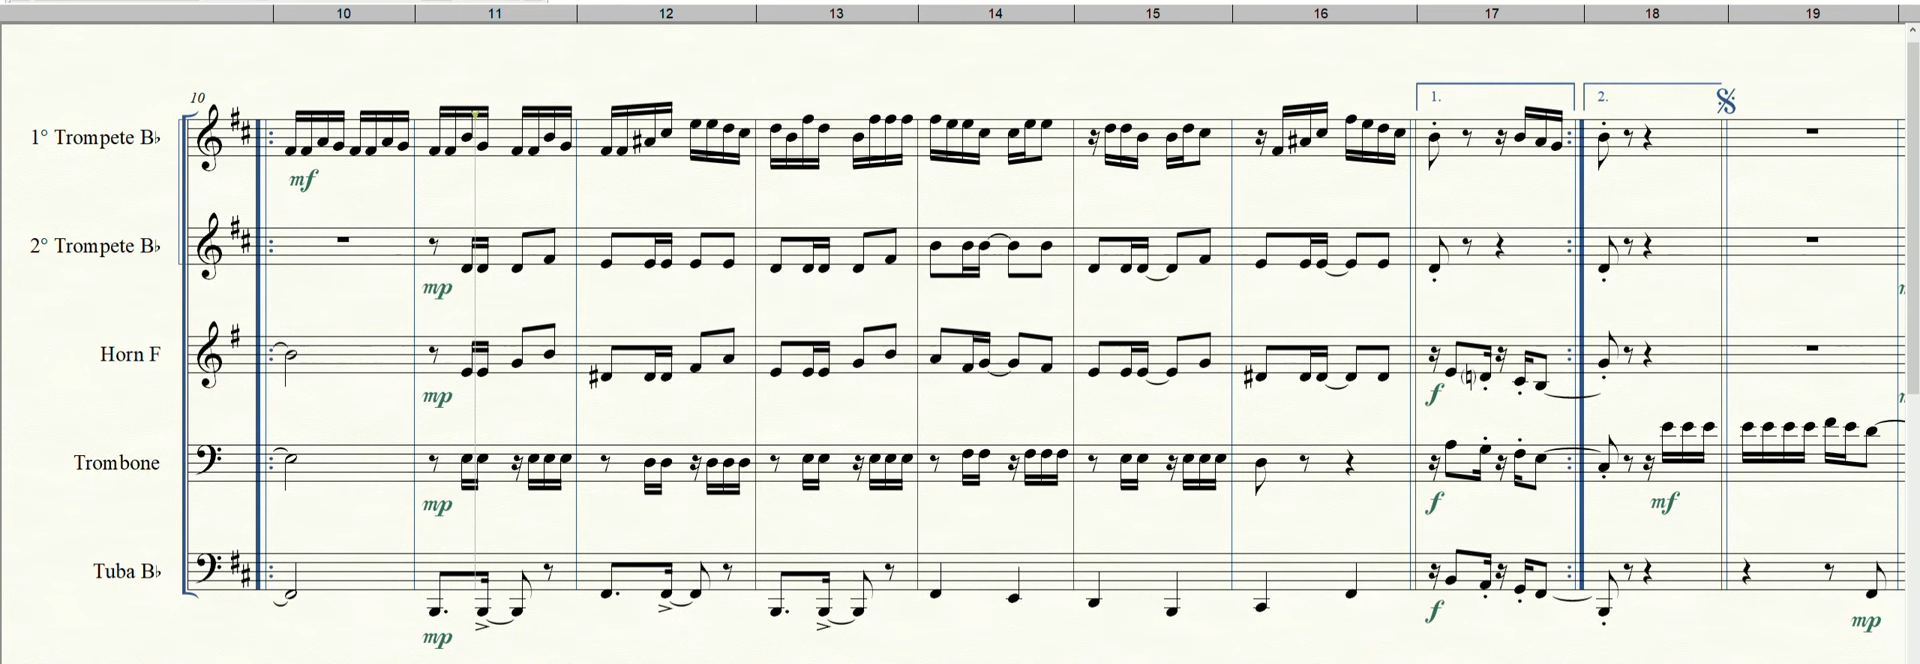 10 11 12 13 14 15 16 17 18 19
10
1. 2.
1° Trompete B♭
mf
2° Trompete B♭
mp
Horn F
mp f
Trombone
mp f mf
Tuba B♭
mp f mp